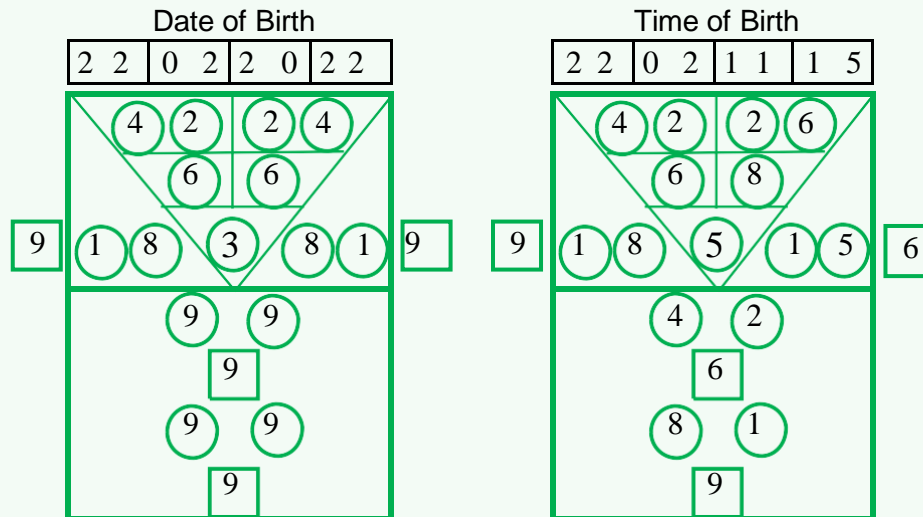 Date of Birth Time of Birth
2 2 0 2 2 0 2 2 2 2 0 2 1 1 1 5
4 2 2 4 4 2 2 6
6 6 6 8
9 1 8 3 8 1 9 9 1 8 5 1 5 6
9 9 4 2
9 6
9 9 8 1
9 9